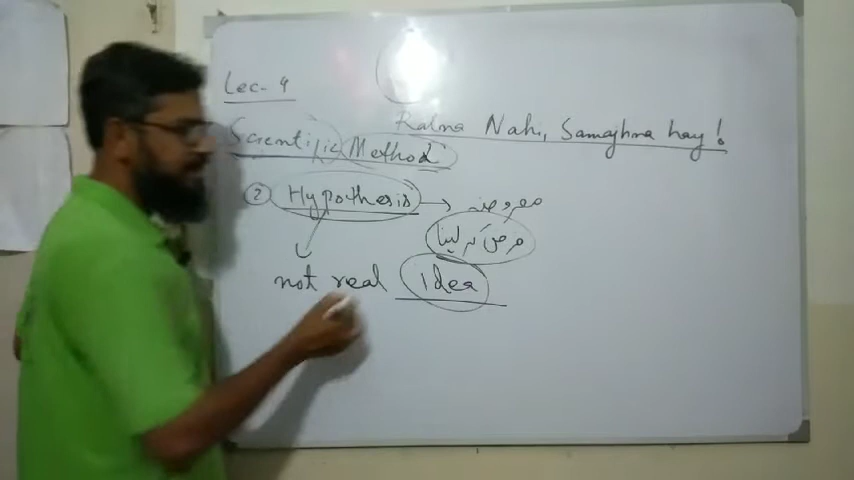 Lec-4
Ratna Nahi, Samajhna hay!
Scientific Method
② Hypothesis → مفروضہ
فرض کر لینا
not real idea